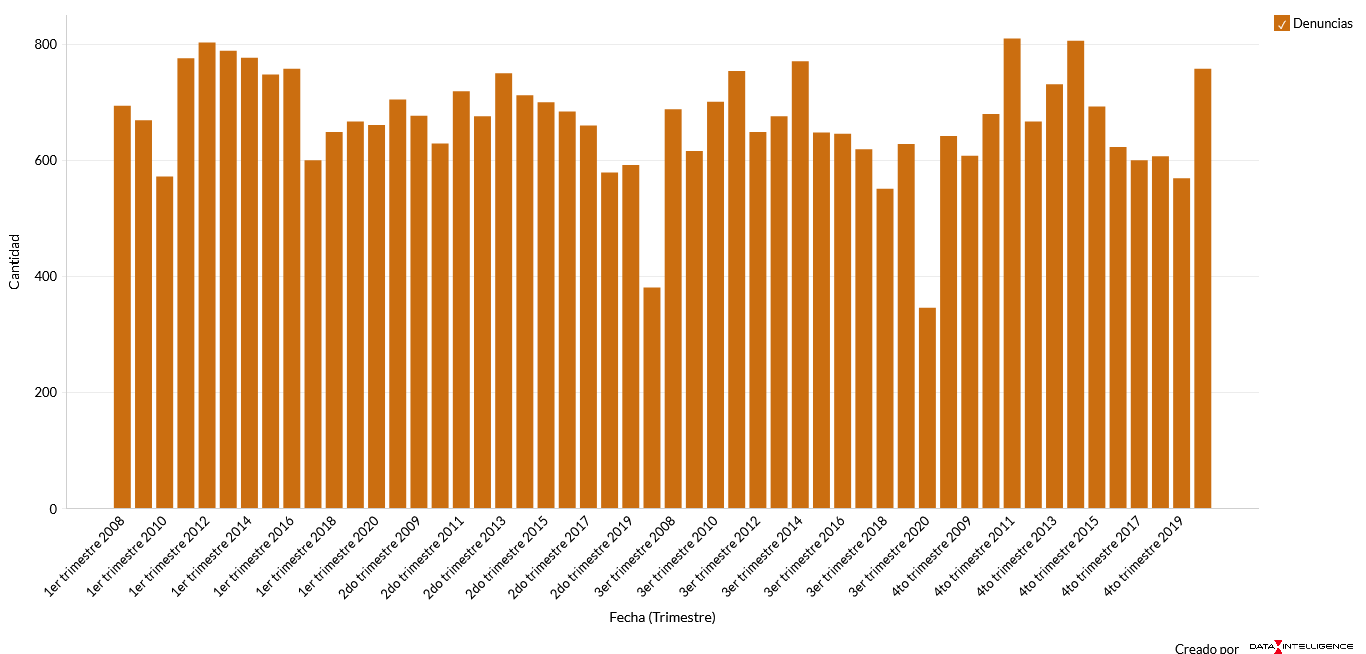 ✓ Denuncias
800
600
400
200
0
Cantidad
1er trimestre 2008
1er trimestre 2010
1er trimestre 2012
1er trimestre 2014
1er trimestre 2016
1er trimestre 2018
1er trimestre 2020
2do trimestre 2009
2do trimestre 2011
2do trimestre 2013
2do trimestre 2015
2do trimestre 2017
2do trimestre 2019
3er trimestre 2008
3er trimestre 2010
3er trimestre 2012
3er trimestre 2014
3er trimestre 2016
3er trimestre 2018
3er trimestre 2020
4to trimestre 2009
4to trimestre 2011
4to trimestre 2013
4to trimestre 2015
4to trimestre 2017
4to trimestre 2019
Fecha (Trimestre)
Creado por DATA INTELLIGENCE